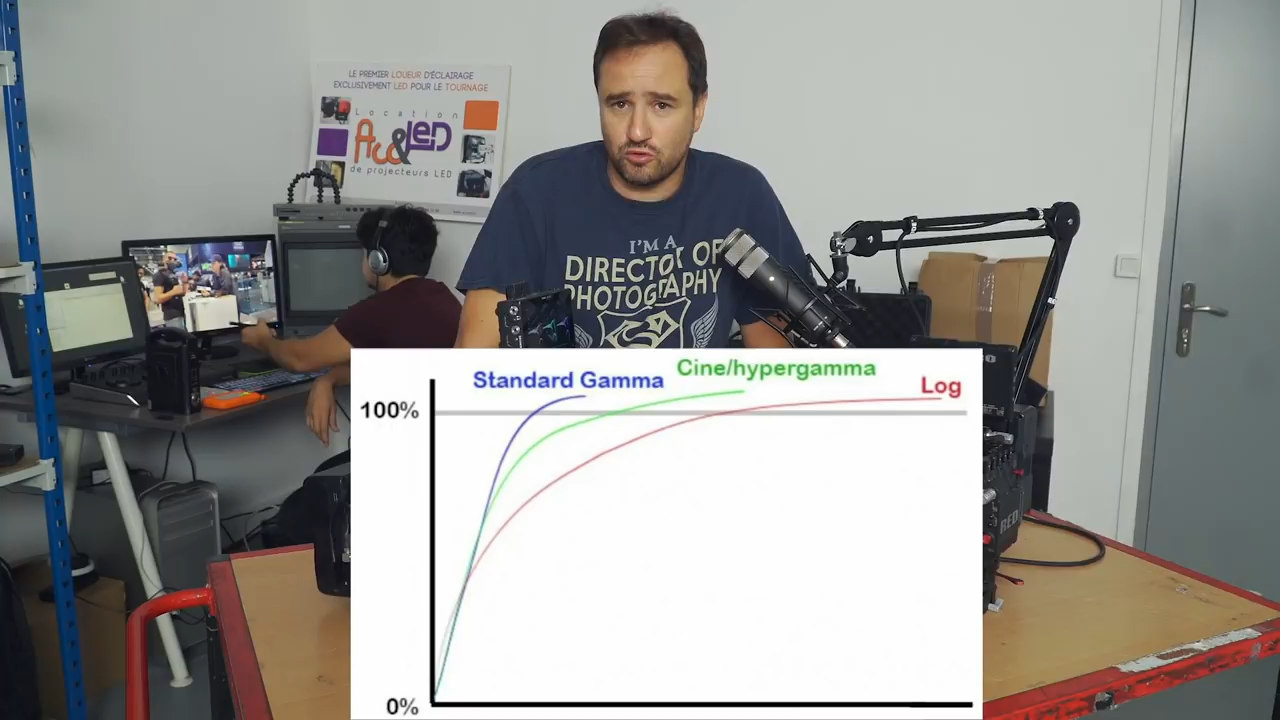 LE PREMIER LOUEUR D'ÉCLAIRAGE
EXCLUSIVEMENT LED POUR LE TOURNAGE
Location
Ac&LED
de projecteurs LED
I'M A
DIRECTOR OF
PHOTOGRAPHY
Standard Gamma
Cine/hypergamma
Log
100%
0%
RED